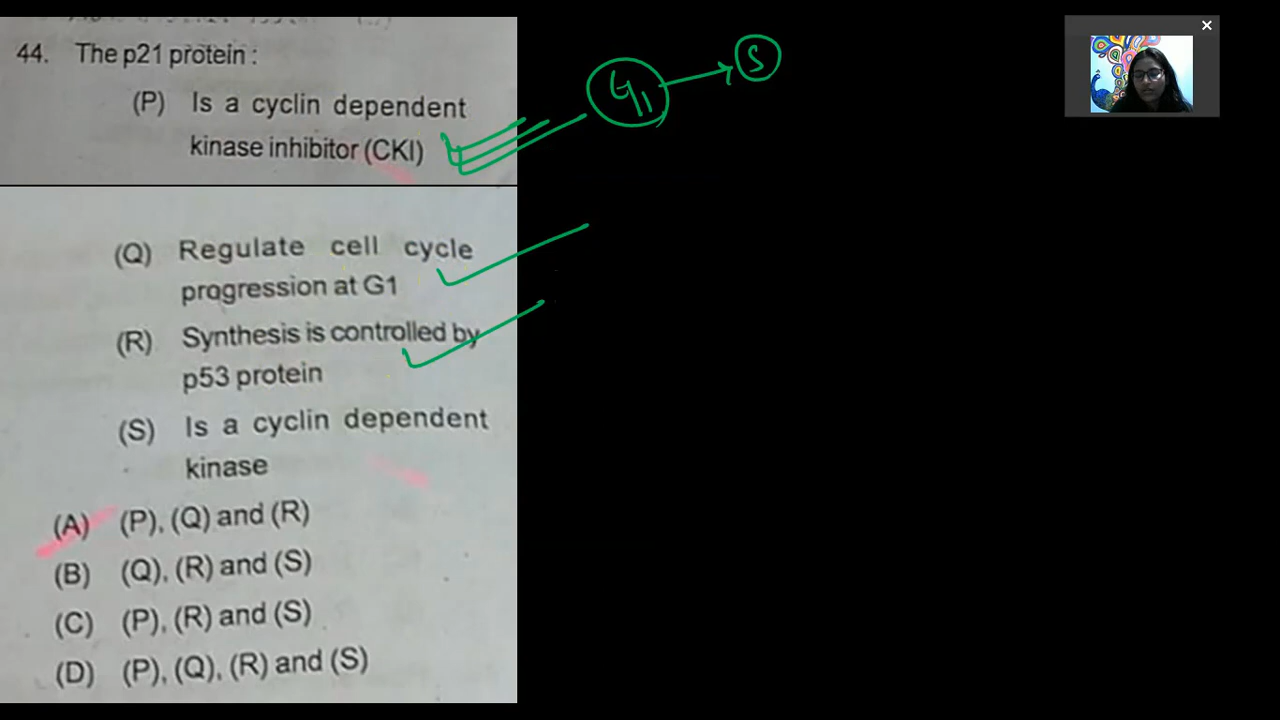 44. The p21 protein :
(P) Is a cyclin dependent
kinase inhibitor (CKI)
G1 → S
(Q) Regulate cell cycle
progression at G1
(R) Synthesis is controlled by
p53 protein
(S) Is a cyclin dependent
kinase
(A) (P), (Q) and (R)
(B) (Q), (R) and (S)
(C) (P), (R) and (S)
(D) (P), (Q), (R) and (S)